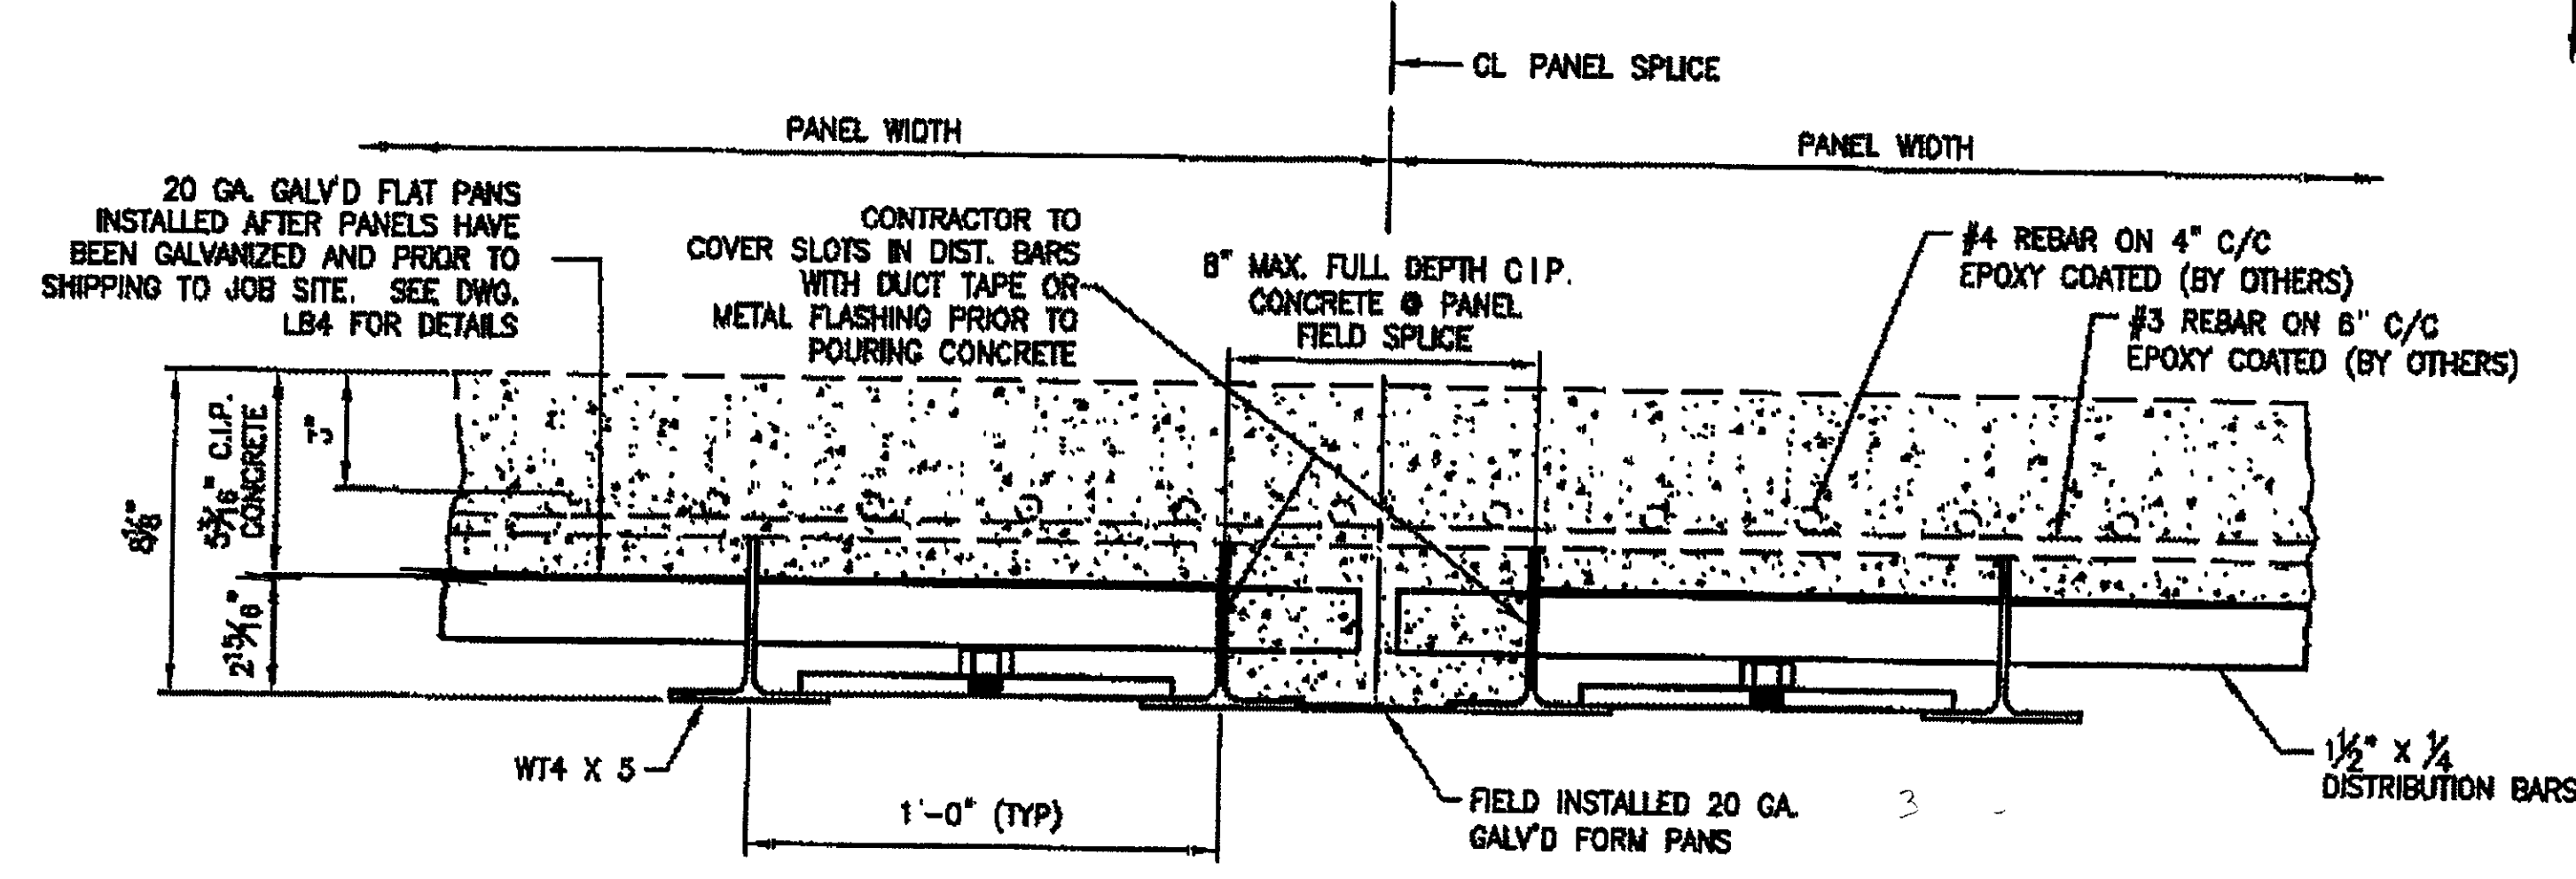 CL PANEL SPLICE
PANEL WIDTH
PANEL WIDTH
20 GA. GALV'D FLAT PANS
INSTALLED AFTER PANELS HAVE
BEEN GALVANIZED AND PRIOR TO
SHIPPING TO JOB SITE. SEE DWG.
LB4 FOR DETAILS
CONTRACTOR TO
COVER SLOTS IN DIST. BARS
WITH DUCT TAPE OR
METAL FLASHING PRIOR TO
POURING CONCRETE
8" MAX. FULL DEPTH C I P.
CONCRETE @ PANEL
FIELD SPLICE
#4 REBAR ON 4" C/C
EPOXY COATED (BY OTHERS)
#3 REBAR ON 6" C/C
EPOXY COATED (BY OTHERS)
8 1/8"
5 3/16" C.I.P.
CONCRETE
2 15/16"
WT4 X 5
1'-0" (TYP)
FIELD INSTALLED 20 GA.
GALV'D FORM PANS
3 -
1 1/2" X 1/4
DISTRIBUTION BARS